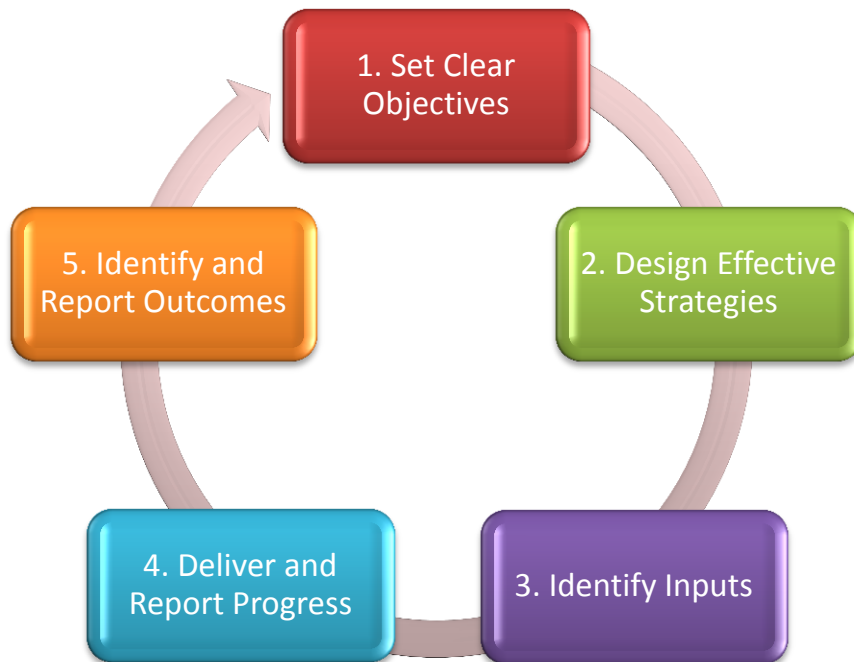 1. Set Clear
Objectives
2. Design Effective
Strategies
3. Identify Inputs
4. Deliver and
Report Progress
5. Identify and
Report Outcomes